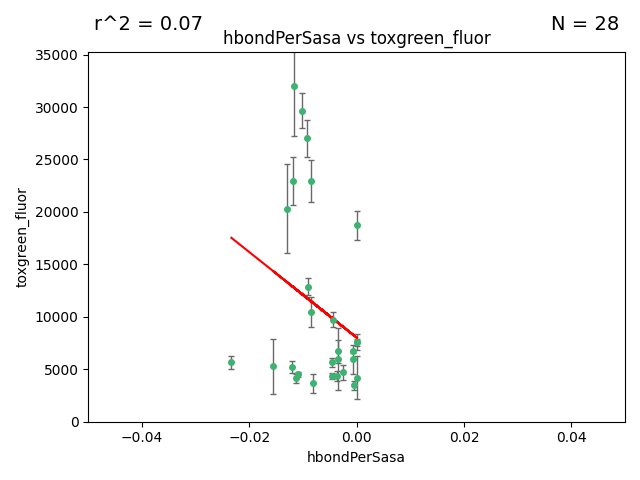 r^2 = 0.07
N = 28
hbondPerSasa vs toxgreen_fluor
35000
30000
25000
20000
15000
10000
5000
0
toxgreen_fluor
−0.04
−0.02
0.00
0.02
0.04
hbondPerSasa